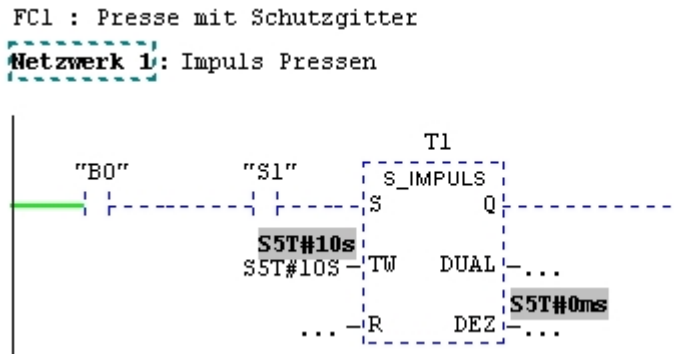 FC1 : Presse mit Schutzgitter
Netzwerk 1: Impuls Pressen
T1
"B0" "S1" S_IMPULS
S Q
S5T#10s
S5T#10S TW DUAL ...
S5T#0ms
... R DEZ ...